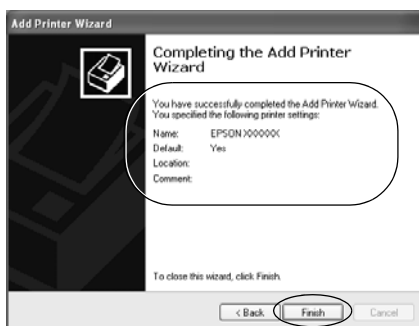 Add Printer Wizard
Completing the Add Printer
Wizard
You have successfully completed the Add Printer Wizard.
You specified the following printer settings:
Name: EPSON XXXXXX
Default: Yes
Location:
Comment:
To close this wizard, click Finish.
< Back Finish Cancel